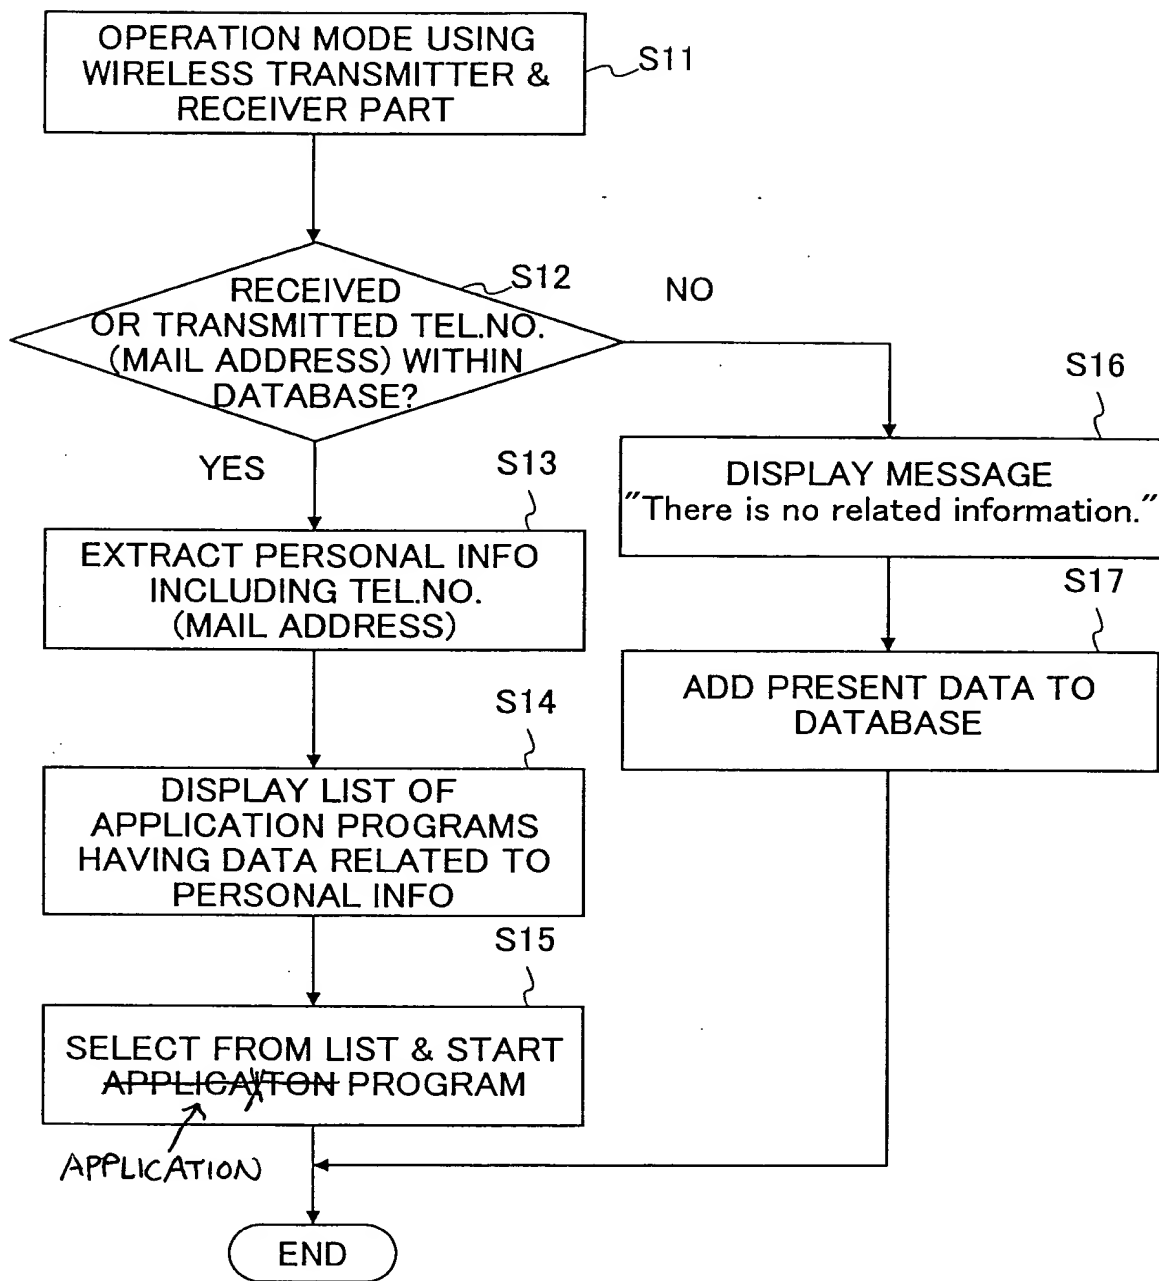 OPERATION MODE USING
WIRELESS TRANSMITTER &
RECEIVER PART
S11
S12
RECEIVED
OR TRANSMITTED TEL.NO.
(MAIL ADDRESS) WITHIN
DATABASE?
NO
YES
S16
DISPLAY MESSAGE
"There is no related information."
S13
EXTRACT PERSONAL INFO
INCLUDING TEL.NO.
(MAIL ADDRESS)
S17
ADD PRESENT DATA TO
DATABASE
S14
DISPLAY LIST OF
APPLICATION PROGRAMS
HAVING DATA RELATED TO
PERSONAL INFO
S15
SELECT FROM LIST & START
APPLICAITON PROGRAM
APPLICATION
END